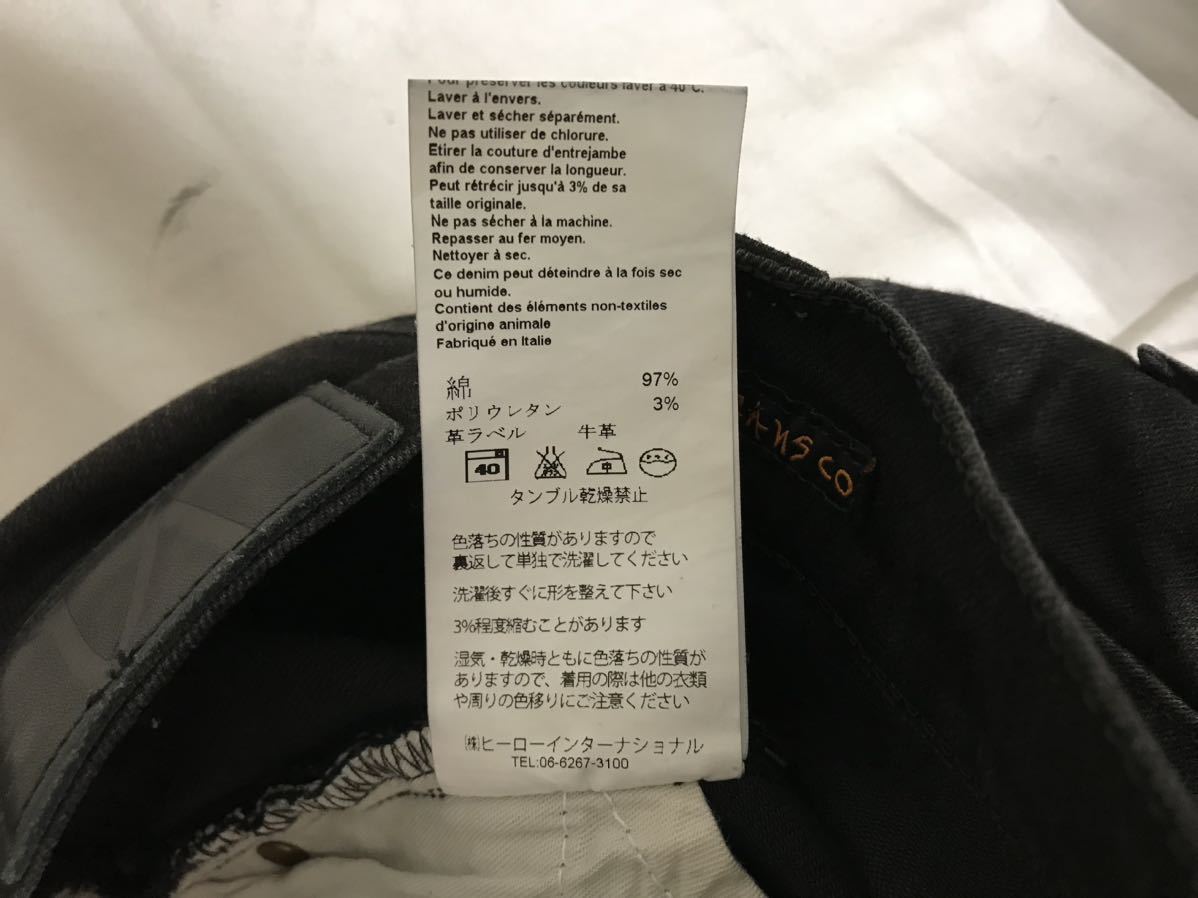 Pour préserver les couleurs laver à 40°C.
Laver à l'envers.
Laver et sécher séparément.
Ne pas utiliser de chlorure.
Etirer la couture d'entrejambe
afin de conserver la longueur.
Peut rétrécir jusqu'à 3% de sa
taille originale.
Ne pas sécher à la machine.
Repasser au fer moyen.
Nettoyer à sec.
Ce denim peut déteindre à la fois sec
ou humide.
Contient des éléments non-textiles
d'origine animale
Fabriqué en Italie
綿 97%
ポリウレタン 3%
革ラベル 牛革
40 中
タンブル乾燥禁止
色落ちの性質がありますので
裏返して単独で洗濯してください
洗濯後すぐに形を整えて下さい
3%程度縮むことがあります
湿気・乾燥時ともに色落ちの性質が
ありますので、着用の際は他の衣類
や周りの色移りにご注意ください
㈱ヒーローインターナショナル
TEL:06-6267-3100